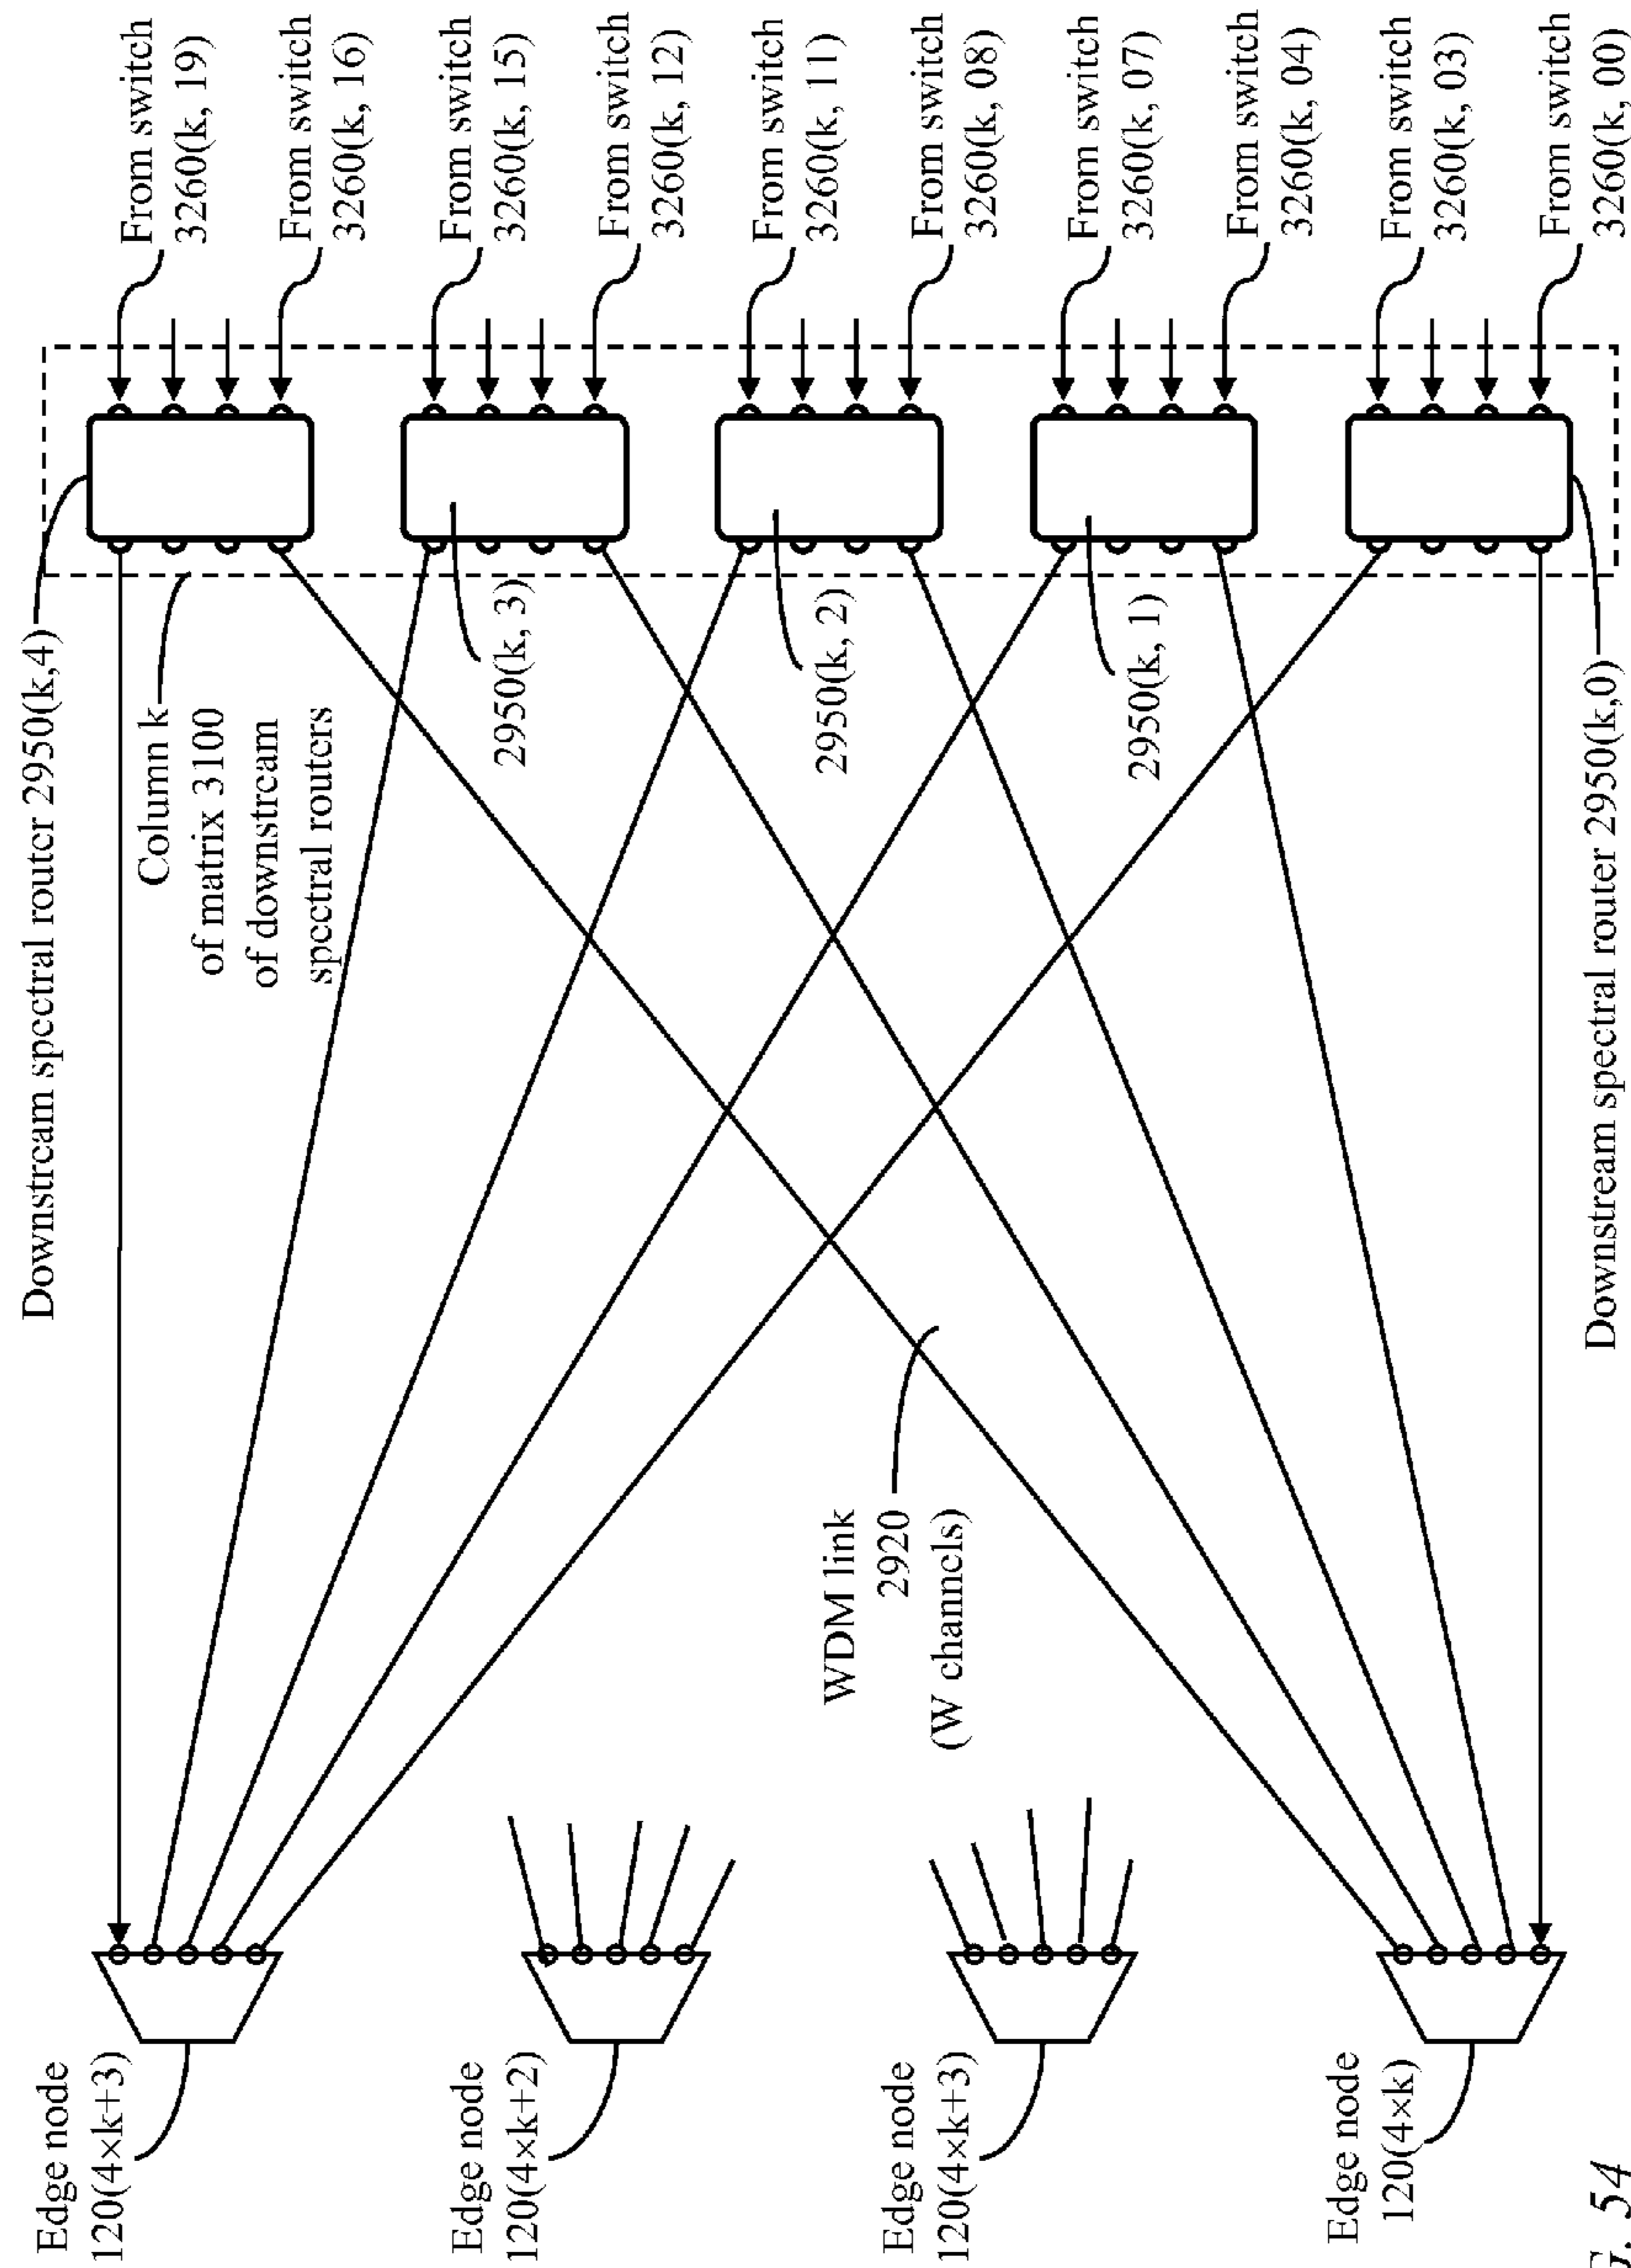 Downstream spectral router 2950(k,4)
Column k
of matrix 3100
of downstream
spectral routers
From switch
3260(k, 19)
From switch
3260(k, 16)
From switch
3260(k, 15)
From switch
3260(k, 12)
From switch
3260(k, 11)
From switch
3260(k, 08)
From switch
3260(k, 07)
From switch
3260(k, 04)
From switch
3260(k, 03)
From switch
3260(k, 00)
2950(k, 3)
2950(k, 2)
2950(k, 1)
WDM link
2920
(W channels)
Edge node
120(4×k+3)
Edge node
120(4×k+2)
Edge node
120(4×k+3)
Edge node
120(4×k)
Downstream spectral router 2950(k,0)
54